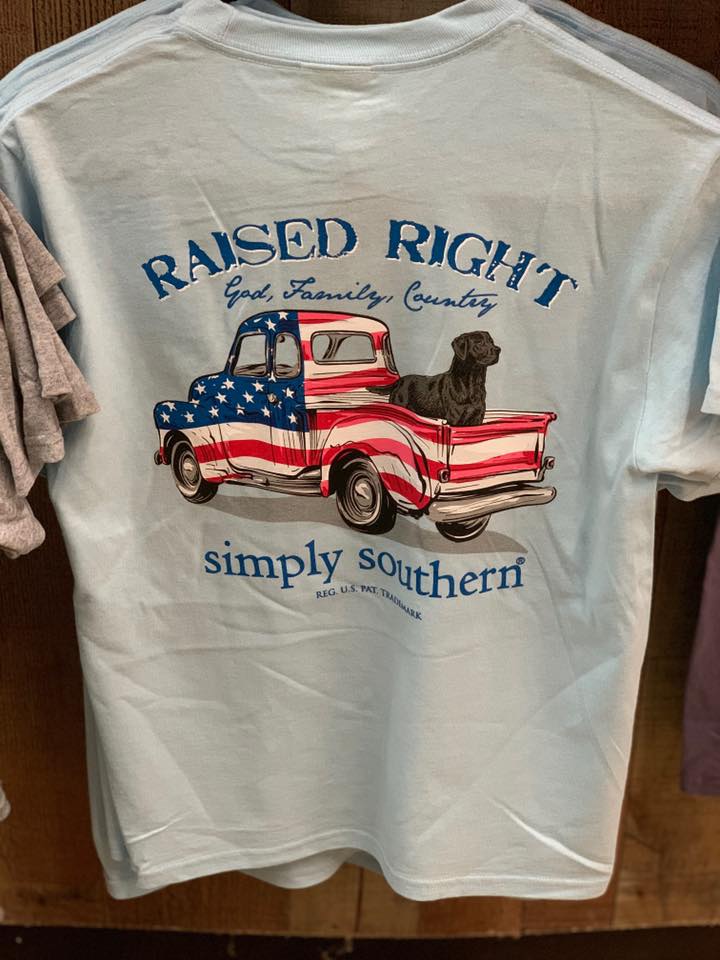 RAISED RIGHT
God, Family, Country
simply southern®
REG. U.S. PAT. TRADEMARK